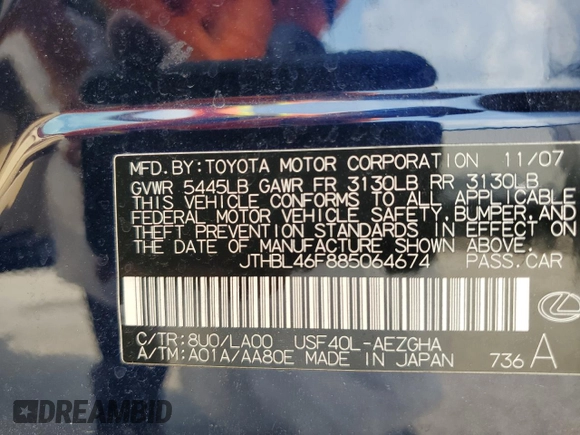 MFD. BY: TOYOTA MOTOR CORPORATION 11/07
GVWR 5445LB GAWR FR 3130LB RR 3130LB
THIS VEHICLE CONFORMS TO ALL APPLICABLE
FEDERAL MOTOR VEHICLE SAFETY, BUMPER, AND
THEFT PREVENTION STANDARDS IN EFFECT ON
THE DATE OF MANUFACTURE SHOWN ABOVE.
JTHBL46F885064674 PASS. CAR
C/TR: 8U0/LA00 USF40L-AEZGHA
A/TM: A01A/AA80E MADE IN JAPAN 736 A
DREAMBID